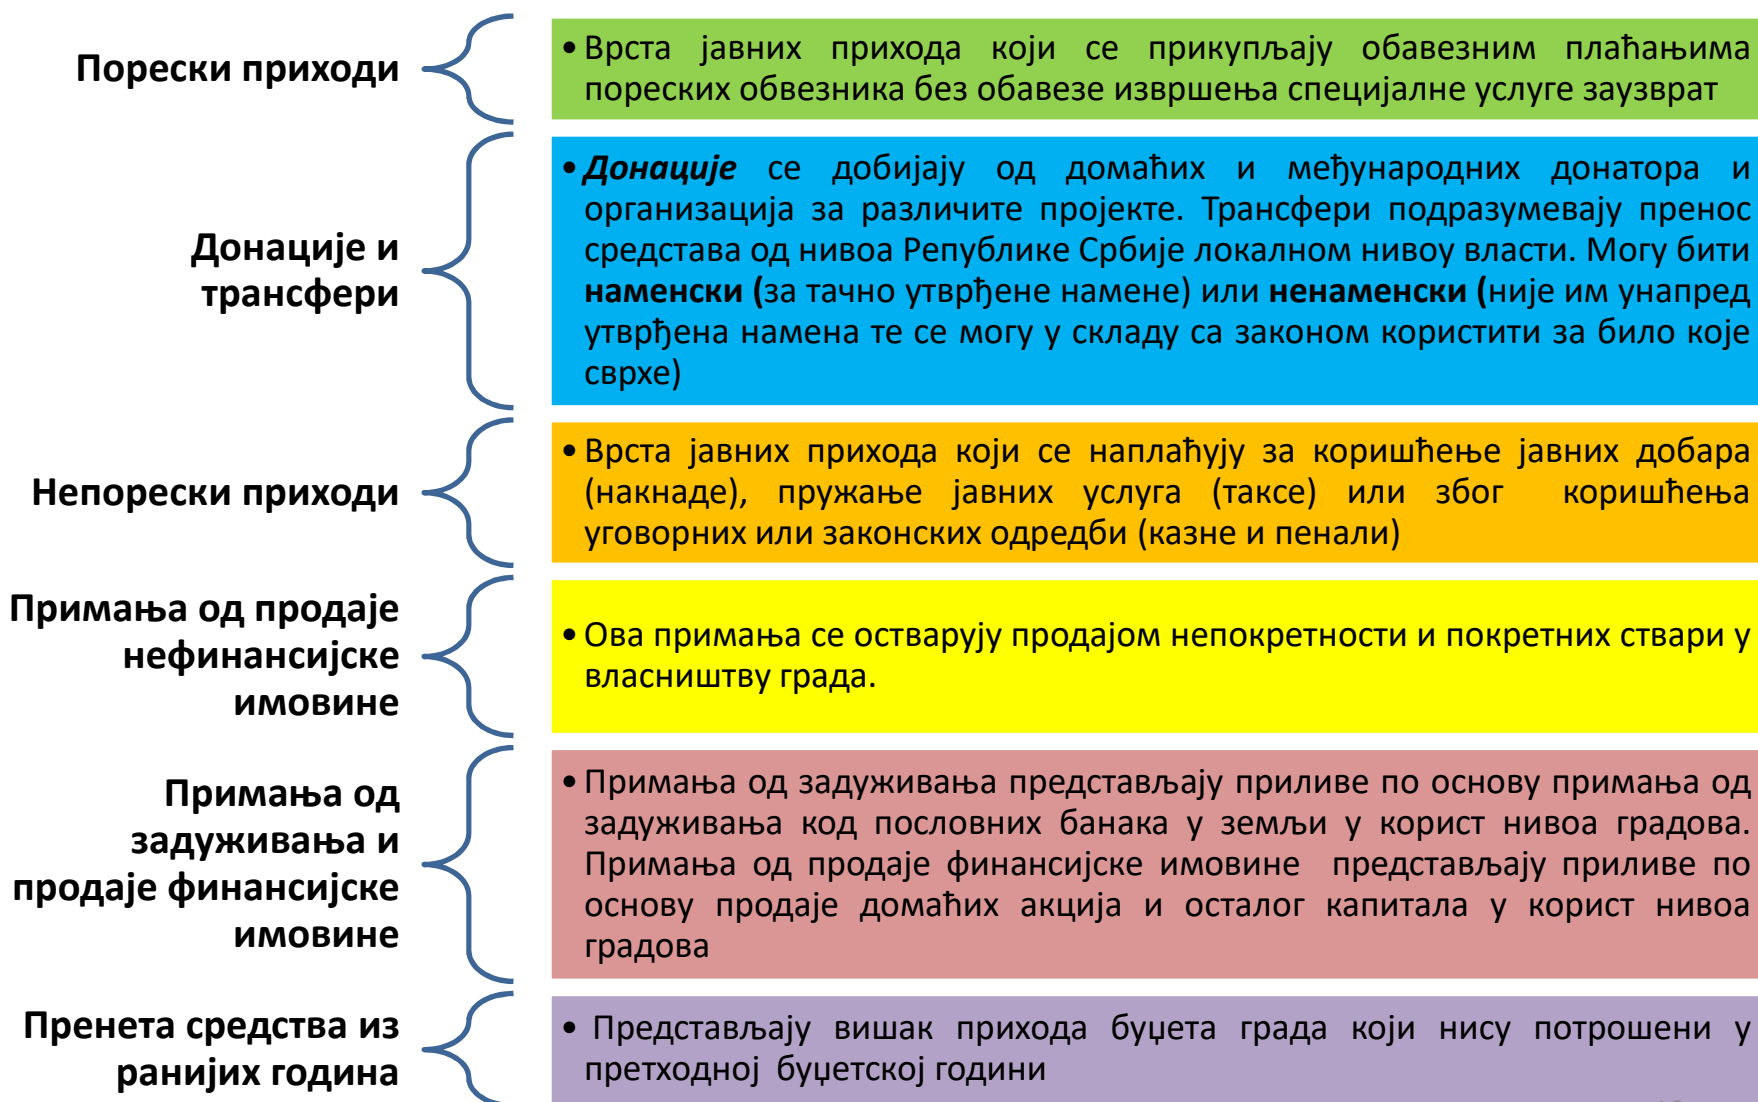 Порески приходи
• Врста јавних прихода који се прикупљају обавезним плаћањима
пореских обвезника без обавезе извршења специјалне услуге заузврат
Донације и
трансфери
• Донације се добијају од домаћих и међународних донатора и
организација за различите пројекте. Трансфери подразумевају пренос
средстава од нивоа Републике Србије локалном нивоу власти. Могу бити
наменски (за тачно утврђене намене) или ненаменски (није им унапред
утврђена намена те се могу у складу са законом користити за било које
сврхе)
Непорески приходи
• Врста јавних прихода који се наплаћују за коришћење јавних добара
(накнаде), пружање јавних услуга (таксе) или због коришћења
уговорних или законских одредби (казне и пенали)
Примања од продаје
нефинансијске
имовине
• Ова примања се остварују продајом непокретности и покретних ствари у
власништву града.
Примања од
задуживања и
продаје финансијске
имовине
• Примања од задуживања представљају приливе по основу примања од
задуживања код пословних банака у земљи у корист нивоа градова.
Примања од продаје финансијске имовине представљају приливе по
основу продаје домаћих акција и осталог капитала у корист нивоа
градова
Пренета средства из
ранијих година
• Представљају вишак прихода буџета града који нису потрошени у
претходној буџетској години